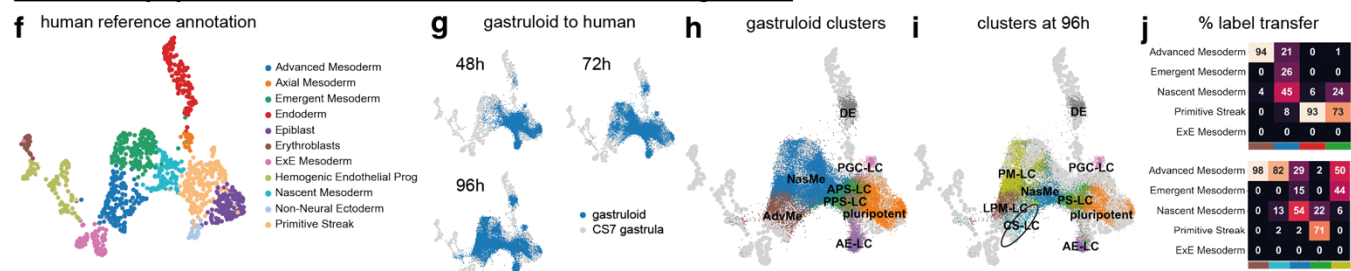 f human reference annotation
Advanced Mesoderm
Axial Mesoderm
Emergent Mesoderm
Endoderm
Epiblast
Erythroblasts
ExE Mesoderm
Hemogenic Endothelial Prog
Nascent Mesoderm
Non-Neural Ectoderm
Primitive Streak
g gastruloid to human
48h 72h
96h
gastruloid
CS7 gastrula
h gastruloid clusters
DE
PGC-LC
NasMe
APS-LC
PPS-LC
pluripotent
AdvMe
AE-LC
i clusters at 96h
DE
PGC-LC
PM-LC
NasMe
PS-LC
LPM-LC
pluripotent
CS-LC
AE-LC
j % label transfer
Advanced Mesoderm 94 21 0 1
Emergent Mesoderm 0 26 0 0
Nascent Mesoderm 4 45 6 24
Primitive Streak 0 8 93 73
ExE Mesoderm 0 0 0 0
Advanced Mesoderm 98 82 29 2 50
Emergent Mesoderm 0 0 15 0 44
Nascent Mesoderm 0 13 54 22 6
Primitive Streak 0 2 2 71 0
ExE Mesoderm 0 0 0 0 0